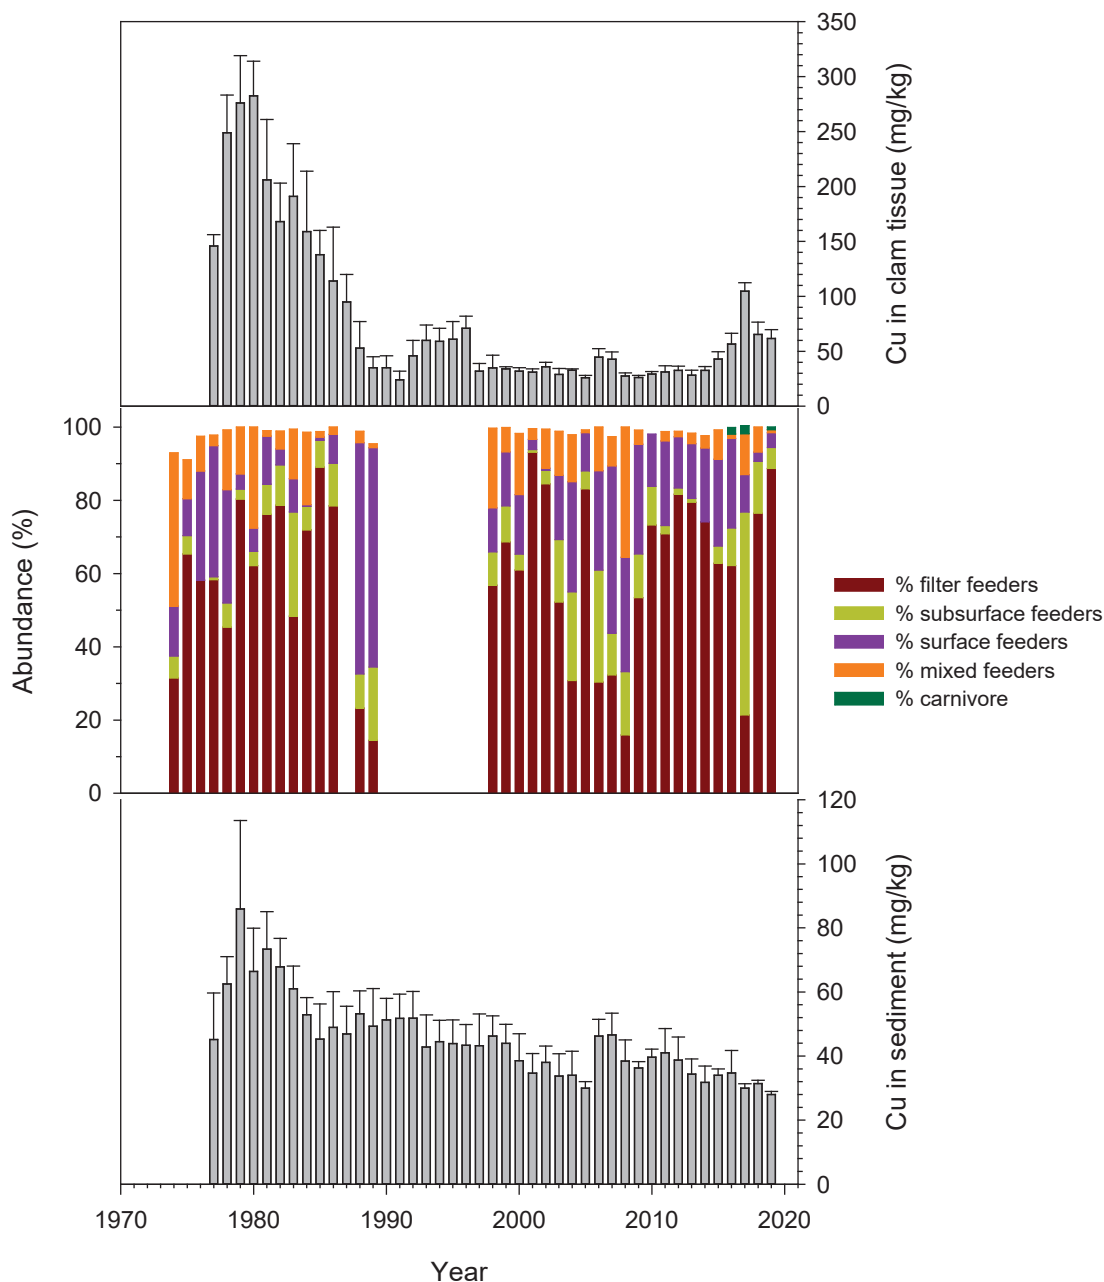 350
300
250
200
150
100
50
0
Cu in clam tissue (mg/kg)
100
80
60
40
20
0
Abundance (%)
% filter feeders
% subsurface feeders
% surface feeders
% mixed feeders
% carnivore
120
100
80
60
40
20
0
Cu in sediment (mg/kg)
1970 1980 1990 2000 2010 2020
Year